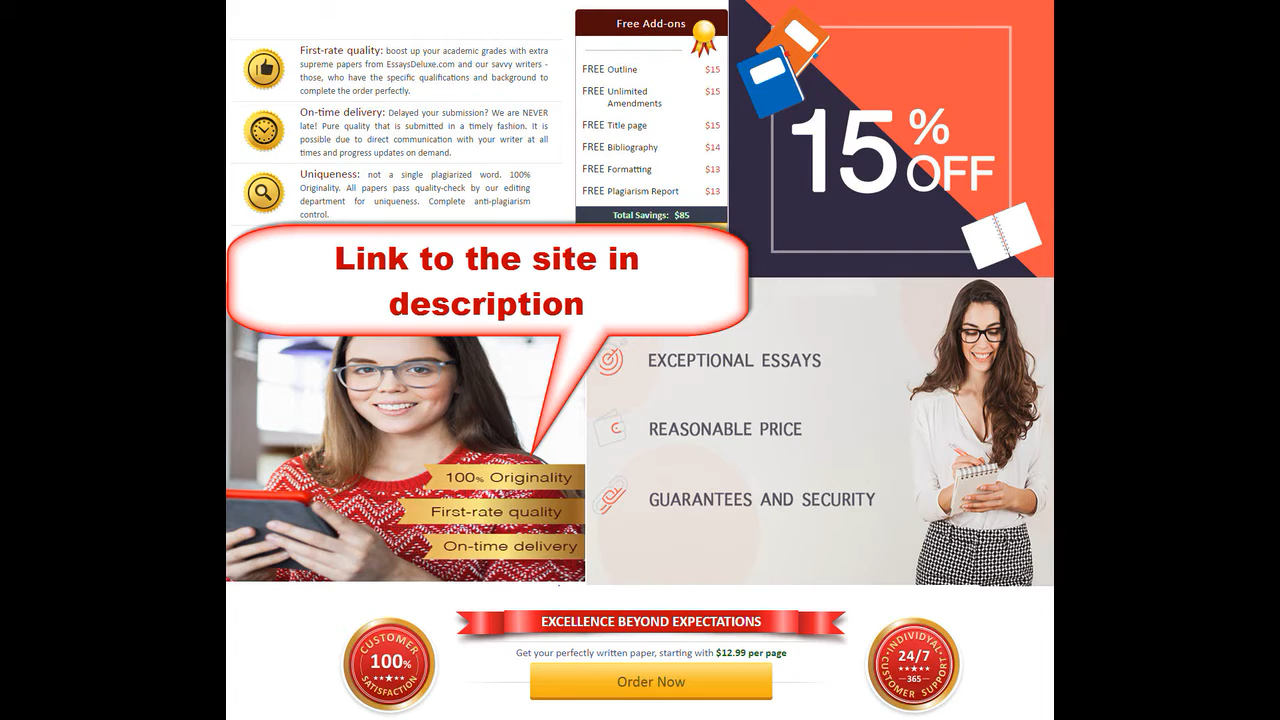 First-rate quality: boost up your academic grades with extra
supreme papers from EssaysDeluxe.com and our savvy writers -
those, who have the specific qualifications and background to
complete the order perfectly.
On-time delivery: Delayed your submission? We are NEVER
late! Pure quality that is submitted in a timely fashion. It is
possible due to direct communication with your writer at all
times and progress updates on demand.
Uniqueness: not a single plagiarized word. 100%
Originality. All papers pass quality-check by our editing
department for uniqueness. Complete anti-plagiarism
control.
Free Add-ons
FREE Outline $15
FREE Unlimited $15
Amendments
FREE Title page $15
FREE Bibliography $14
FREE Formatting $13
FREE Plagiarism Report $13
Total Savings: $85
15%
OFF
Link to the site in
description
100% Originality
First-rate quality
On-time delivery
EXCEPTIONAL ESSAYS
REASONABLE PRICE
GUARANTEES AND SECURITY
CUSTOMER
100%
SATISFACTION
EXCELLENCE BEYOND EXPECTATIONS
Get your perfectly written paper, starting with $12.99 per page
Order Now
INDIVIDYAL
24/7
365
CUSTOMER SUPPORT